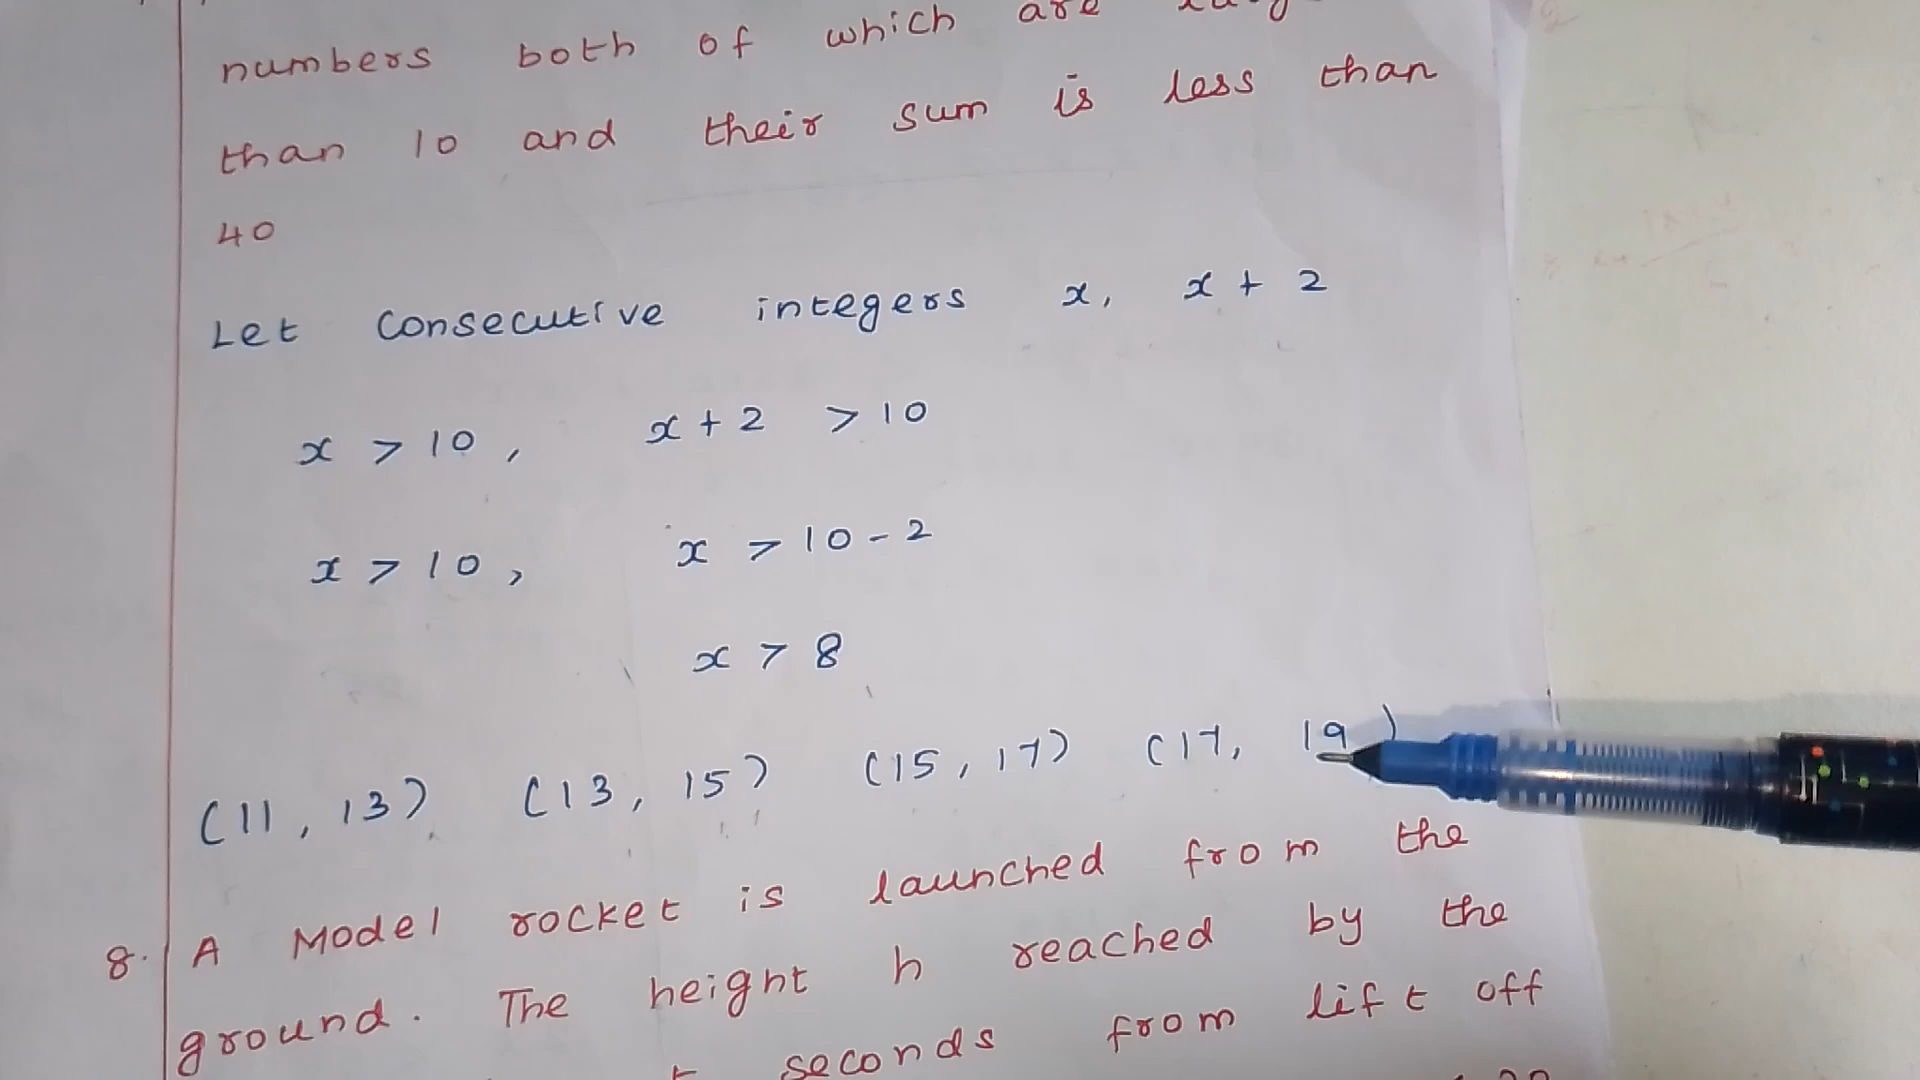 numbers both of which are
than 10 and their sum is less than
40
Let consecutive integers x, x + 2
x > 10, x + 2 > 10
x > 10, x > 10 - 2
x > 8
(11, 13) (13, 15) (15, 17) (17, 19)
8. A Model rocket is launched from the
ground. The height h reached by the
t seconds from lift off